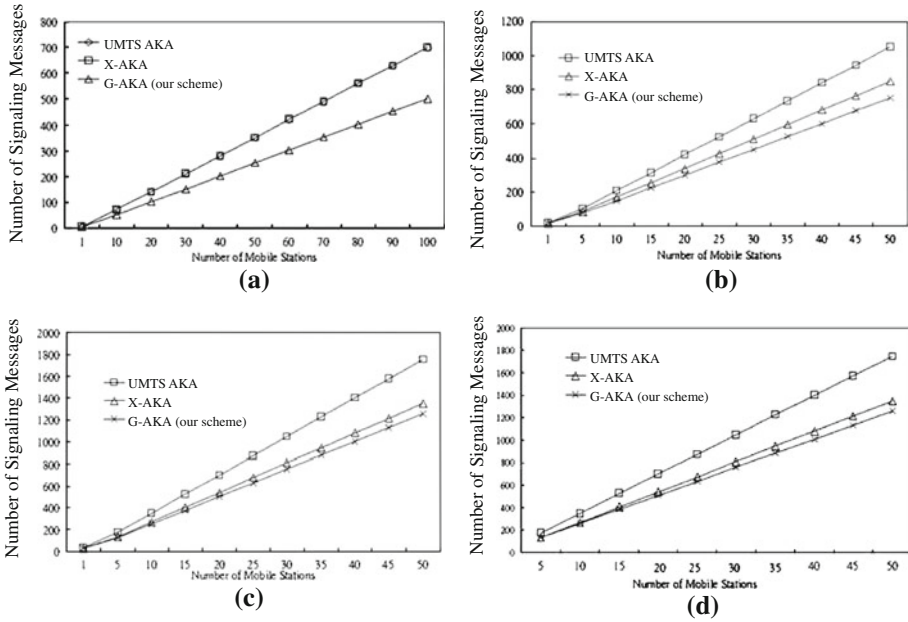 Number of Signaling Messages
800
700
600
500
400
300
200
100
0
UMTS AKA
X-AKA
G-AKA (our scheme)
1 10 20 30 40 50 60 70 80 90 100
Number of Mobile Stations
(a)
Number of Signaling Messages
1200
1000
800
600
400
200
0
UMTS AKA
X-AKA
G-AKA (our scheme)
1 5 10 15 20 25 30 35 40 45 50
Number of Mobile Stations
(b)
Number of Signaling Messages
2000
1800
1600
1400
1200
1000
800
600
400
200
0
UMTS AKA
X-AKA
G-AKA (our scheme)
1 5 10 15 20 25 30 35 40 45 50
Number of Mobile Stations
(c)
Number of Signaling Messages
2000
1800
1600
1400
1200
1000
800
600
400
200
0
UMTS AKA
X-AKA
G-AKA (our scheme)
5 10 15 20 25 30 35 40 45 50
Number of Mobile Stations
(d)